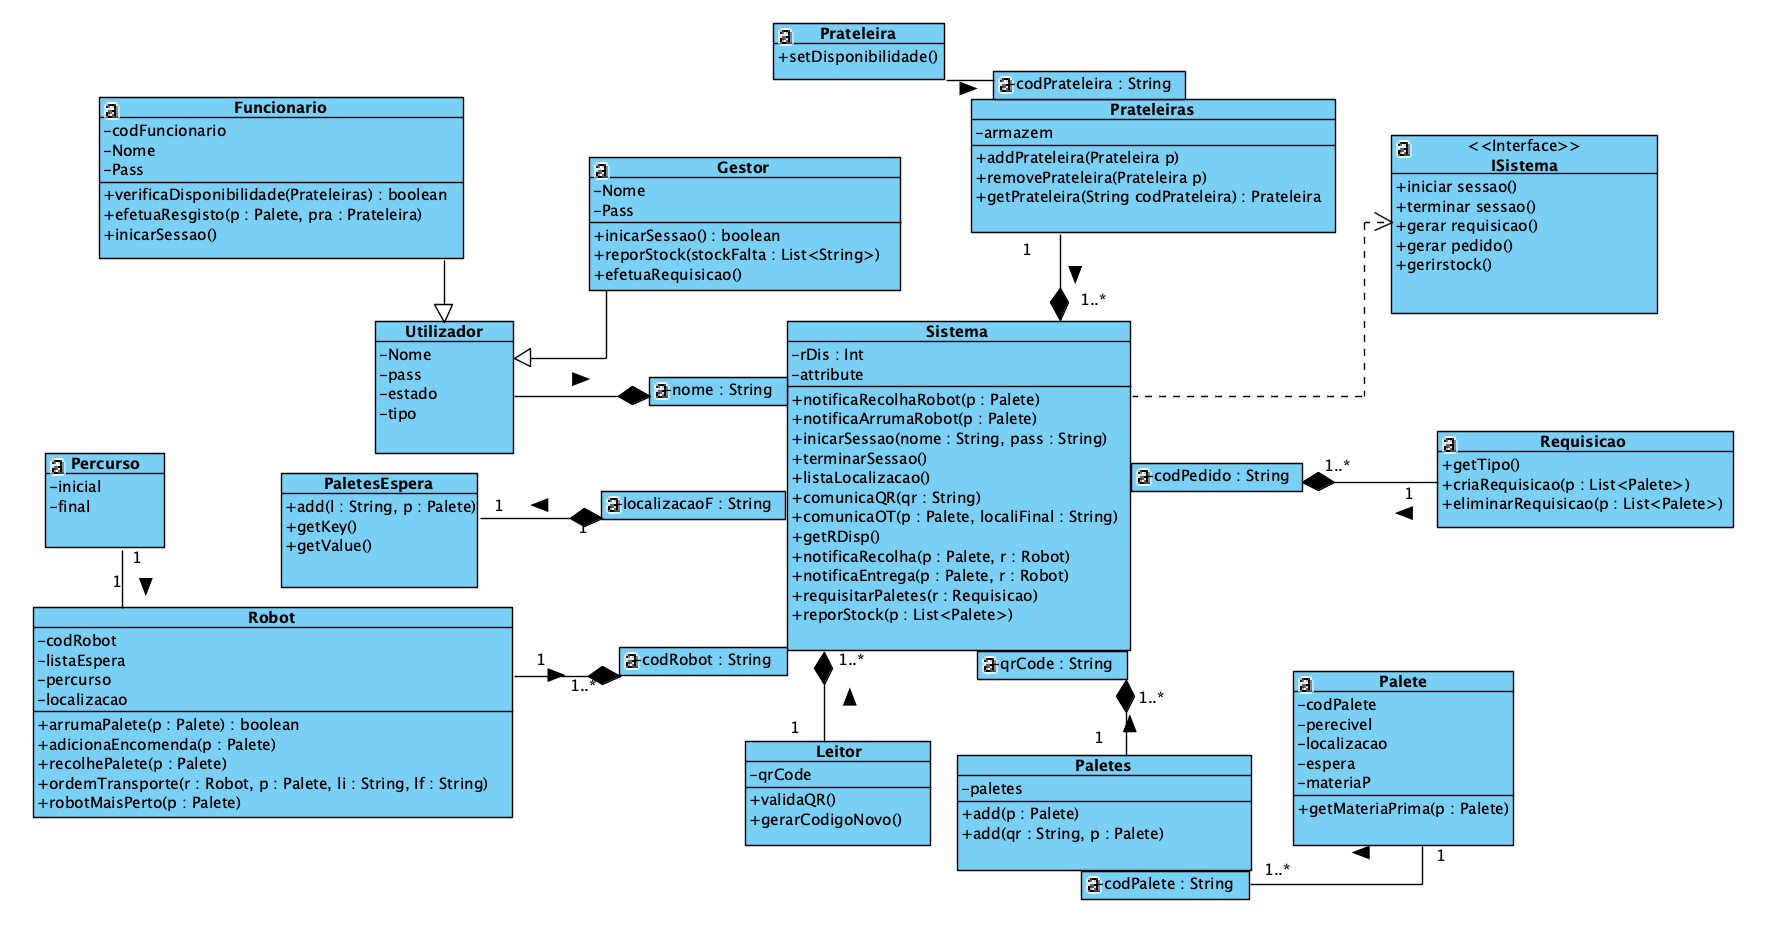 Prateleira
+setDisponibilidade()
+codPrateleira : String
Prateleiras
-armazem
+addPrateleira(Prateleira p)
+removePrateleira(Prateleira p)
+getPrateleira(String codPrateleira) : Prateleira
1
1..*
Funcionario
-codFuncionario
-Nome
-Pass
+verificaDisponibilidade(Prateleiras) : boolean
+efetuaResgisto(p : Palete, pra : Prateleira)
+inicarSessao()
Gestor
-Nome
-Pass
+inicarSessao() : boolean
+reporStock(stockFalta : List<String>)
+efetuaRequisicao()
<<Interface>>
ISistema
+iniciar sessao()
+terminar sessao()
+gerar requisicao()
+gerar pedido()
+gerirstock()
Utilizador
-Nome
-pass
-estado
-tipo
+nome : String
Sistema
-rDis : Int
-attribute
+notificaRecolhaRobot(p : Palete)
+notificaArrumaRobot(p : Palete)
+inicarSessao(nome : String, pass : String)
+terminarSessao()
+listaLocalizacao()
+comunicaQR(qr : String)
+comunicaOT(p : Palete, localiFinal : String)
+getRDisp()
+notificaRecolha(p : Palete, r : Robot)
+notificaEntrega(p : Palete, r : Robot)
+requisitarPaletes(r : Requisicao)
+reporStock(p : List<Palete>)
+codPedido : String
1..*
1
Requisicao
+getTipo()
+criaRequisicao(p : List<Palete>)
+eliminarRequisicao(p : List<Palete>)
Percurso
-inicial
-final
1
1
PaletesEspera
+add(l : String, p : Palete)
+getKey()
+getValue()
1
1
+localizacaoF : String
Robot
-codRobot
-listaEspera
-percurso
-localizacao
+arrumaPalete(p : Palete) : boolean
+adicionaEncomenda(p : Palete)
+recolhePalete(p : Palete)
+ordemTransporte(r : Robot, p : Palete, li : String, lf : String)
+robotMaisPerto(p : Palete)
1
1..*
+codRobot : String
1..*
1
Leitor
-qrCode
+validaQR()
+gerarCodigoNovo()
+qrCode : String
1..*
1
Paletes
-paletes
+add(p : Palete)
+add(qr : String, p : Palete)
+codPalete : String
1..*
1
Palete
-codPalete
-perecivel
-localizacao
-espera
-materiaP
+getMateriaPrima(p : Palete)